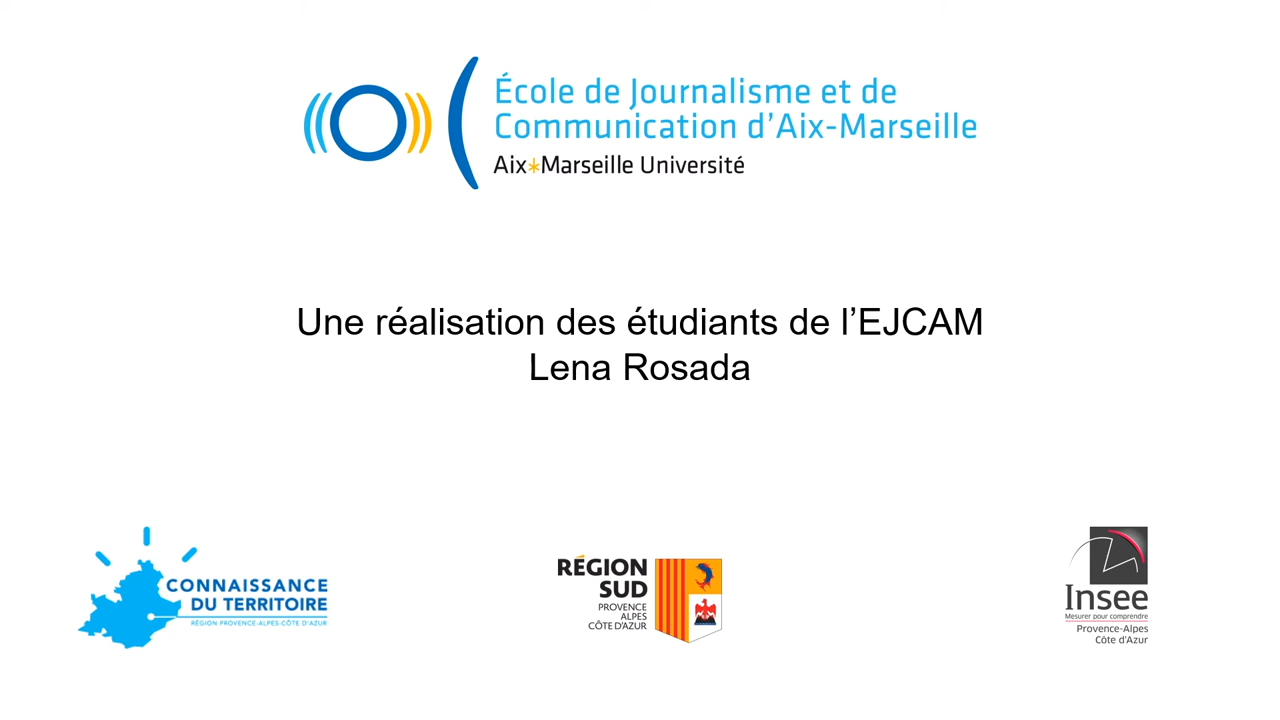 École de Journalisme et de
Communication d'Aix-Marseille
Aix*Marseille Université
Une réalisation des étudiants de l'EJCAM
Lena Rosada
CONNAISSANCE
DU TERRITOIRE
RÉGION PROVENCE-ALPES-CÔTE D'AZUR
RÉGION
SUD
PROVENCE
ALPES
CÔTE D'AZUR
Insee
Mesurer pour comprendre
Provence-Alpes
Côte d'Azur